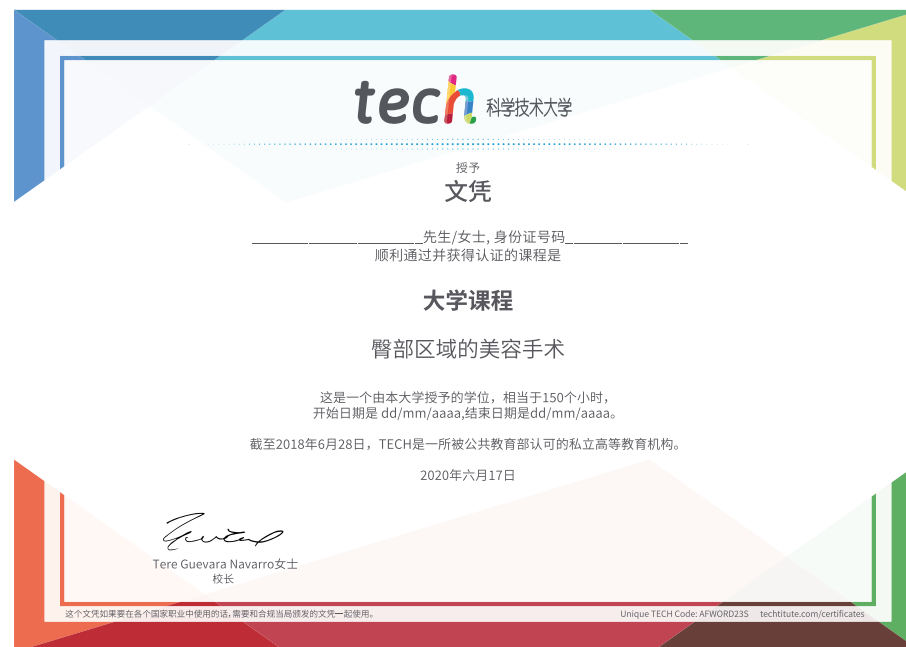 tech 科学技术大学
授予
文凭
______________________先生/女士, 身份证号码________________
顺利通过并获得认证的课程是
大学课程
臀部区域的美容手术
这是一个由本大学授予的学位，相当于150个小时，
开始日期是 dd/mm/aaaa,结束日期是dd/mm/aaaa。
截至2018年6月28日，TECH是一所被公共教育部认可的私立高等教育机构。
2020年六月17日
Tere Guevara Navarro女士
校长
这个文凭如果要在各个国家职业中使用的话,需要和合规当局颁发的文凭一起使用。
Unique TECH Code: AFWORD23S techtitute.com/certificates